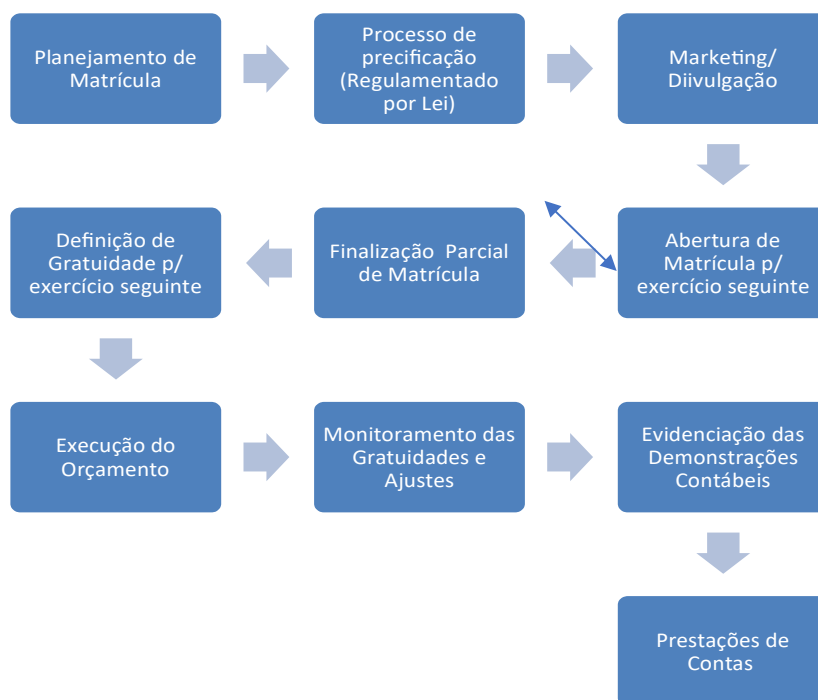 Planejamento de
Matrícula
Processo de
precificação
(Regulamentado
por Lei)
Marketing/
Diivulgação
Abertura de
Matrícula p/
exercício seguinte
Finalização Parcial
de Matrícula
Definição de
Gratuidade p/
exercício seguinte
Execução do
Orçamento
Monitoramento das
Gratuidades e
Ajustes
Evidenciação das
Demonstrações
Contábeis
Prestações de
Contas